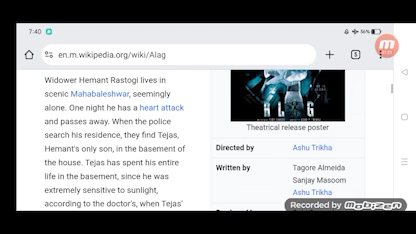 7:40
56%
en.m.wikipedia.org/wiki/Alag
5
Widower Hemant Rastogi lives in
scenic Mahabaleshwar, seemingly
alone. One night he has a heart attack
and passes away. When the police
search his residence, they find Tejas,
Hemant's only son, in the basement of
the house. Tejas has spent his entire
life in the basement, since he was
extremely sensitive to sunlight,
according to the doctor's, when Tejas'
ALAG
Theatrical release poster
Directed by Ashu Trikha
Written by Tagore Almeida
Sanjay Masoom
Ashu Trikha
Recorded by Mobizen